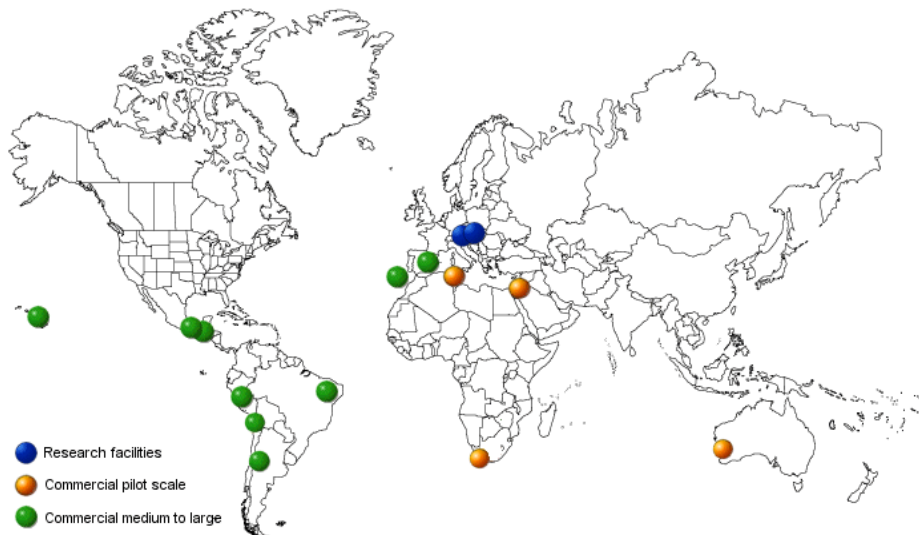 Research facilities
Commercial pilot scale
Commercial medium to large